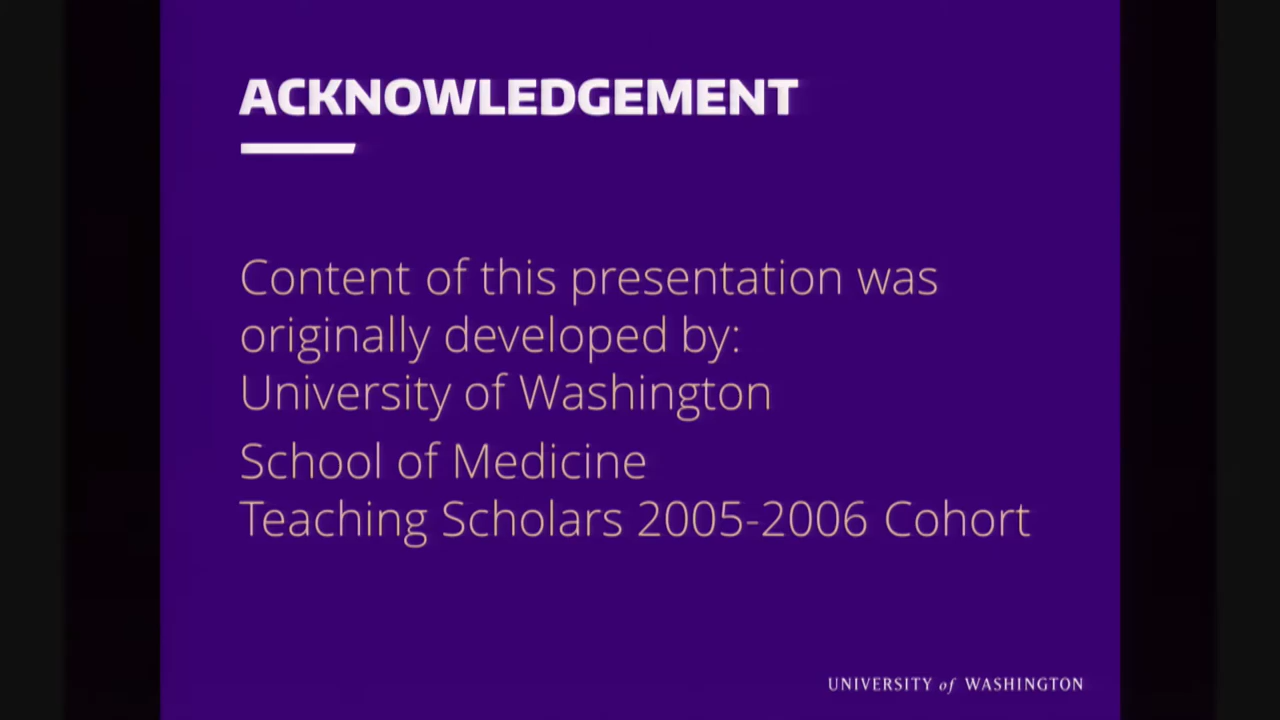 ACKNOWLEDGEMENT
Content of this presentation was
originally developed by:
University of Washington
School of Medicine
Teaching Scholars 2005-2006 Cohort
UNIVERSITY of WASHINGTON